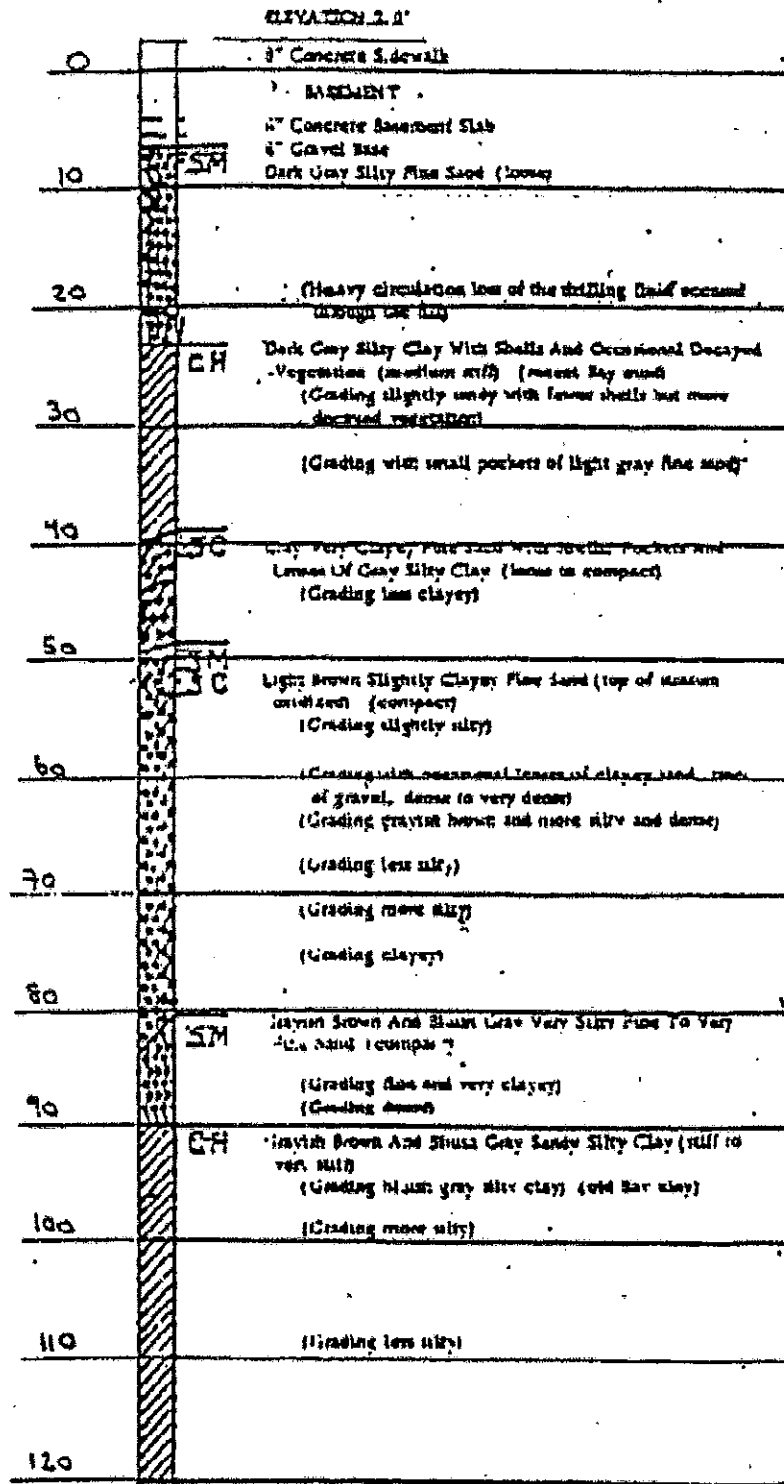 ELEVATION 2.0'
0
8" Concrete Sidewalk
BASEMENT
Concrete Basement Slab
Gravel Base
SM
Dark Gray Silty Fine Sand (loose)
10
20
(Heavy circulation loss of the drilling fluid occured
through the fill)
CH
Dark Gray Silty Clay With Shells And Occasional Decayed
Vegetation (medium stiff) (recent Bay mud)
(Grading slightly sandy with fewer shells but more
decayed vegetation)
30
(Grading with small pockets of light gray fine sand)
40
SC
Gray Very Clayey Fine Sand With Shells, Pockets And
Lenses Of Gray Silty Clay (loose to compact)
(Grading less clayey)
50
SM
SC
Light Brown Slightly Clayey Fine Sand (top of stratum
oxidized) (compact)
(Grading slightly silty)
60
(Grading with occasional lenses of clayey sand,
of gravel, dense to very dense)
(Grading grayish brown and more silty and dense)
(Grading less silty)
70
(Grading more silty)
(Grading clayey)
80
SM
Grayish Brown And Bluish Gray Very Silty Fine To Very
Fine Sand (compact)
(Grading fine and very clayey)
(Grading dense)
90
CH
Grayish Brown And Bluish Gray Sandy Silty Clay (stiff to
very stiff)
(Grading bluish gray silty clay) (old Bay clay)
100
(Grading more silty)
110
(Grading less silty)
120